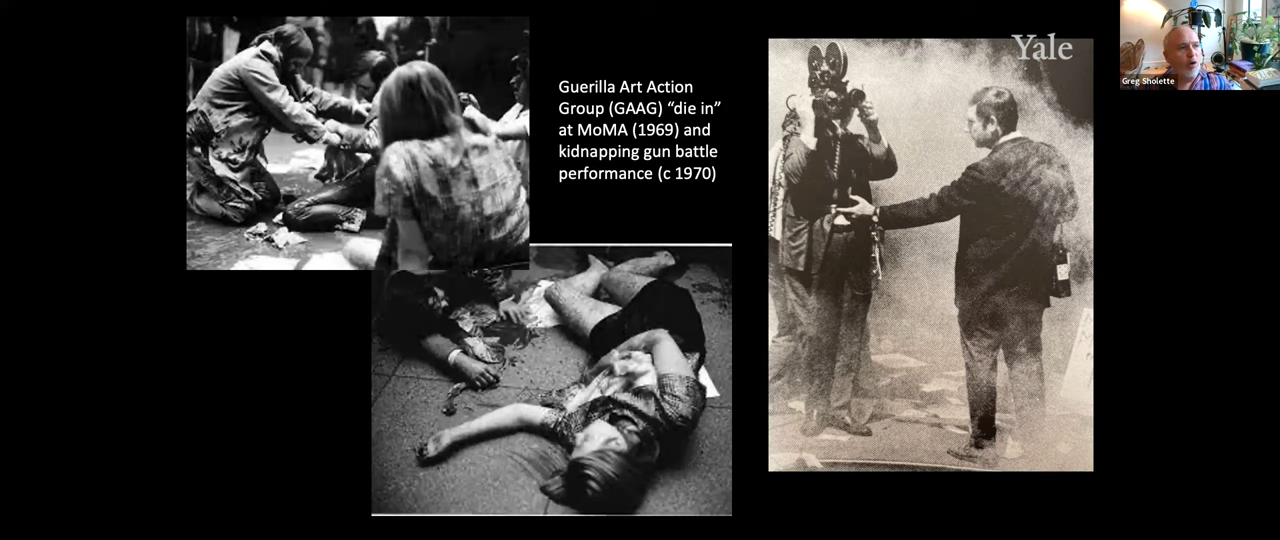 Guerilla Art Action
Group (GAAG) “die in”
at MoMA (1969) and
kidnapping gun battle
performance (c 1970)
Yale
Greg Sholette